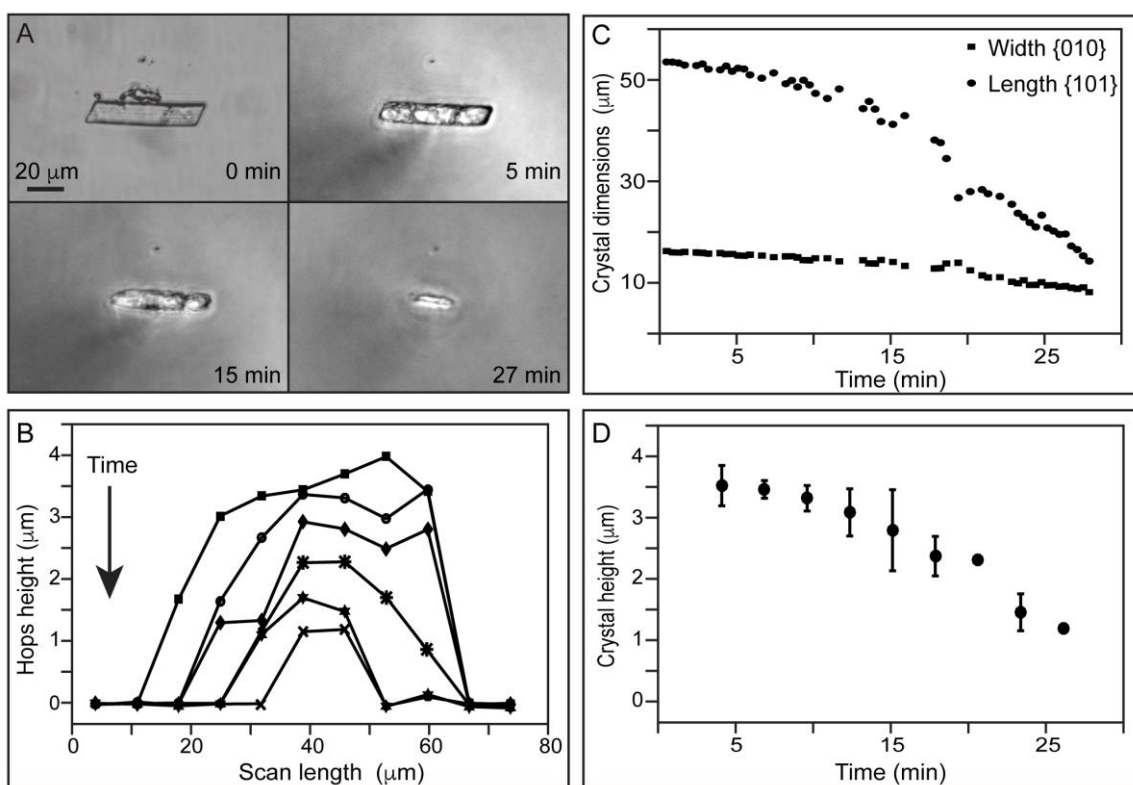 A
20 μm
0 min
5 min
15 min
27 min
B
Time
Hops height (μm)
4
3
2
1
0
0
20
40
60
80
Scan length (μm)
C
Width {010}
Length {101}
Crystal dimensions (μm)
50
30
10
5
15
25
Time (min)
D
Crystal height (μm)
4
3
2
1
0
5
15
25
Time (min)